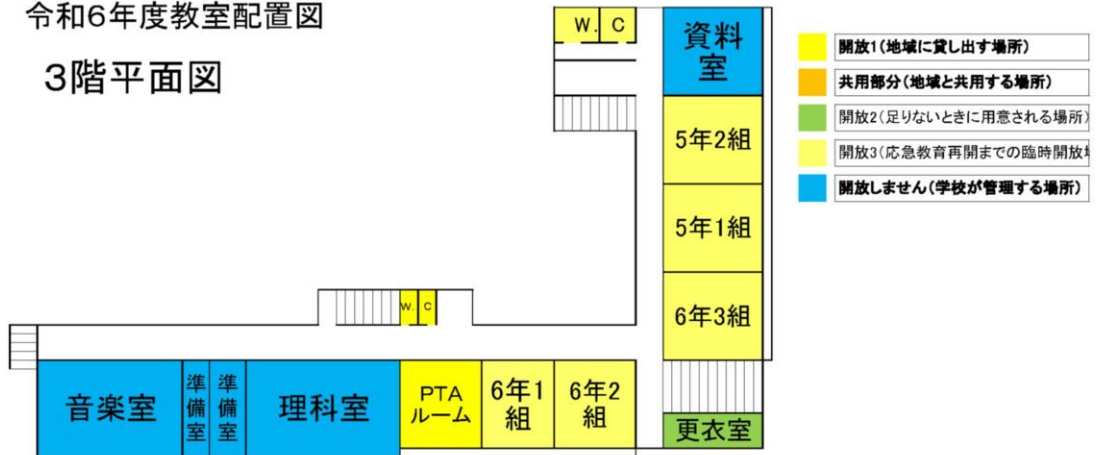 令和6年度教室配置図
3階平面図
W. C
資料
室
5年2組
5年1組
6年3組
W. C
音楽室
準備室
準備室
理科室
PTA
ルーム
6年1
組
6年2
組
更衣室
開放1(地域に貸し出す場所)
共用部分(地域と共用する場所)
開放2(足りないときに用意される場所)
開放3(応急教育再開までの臨時開放
開放しません(学校が管理する場所)